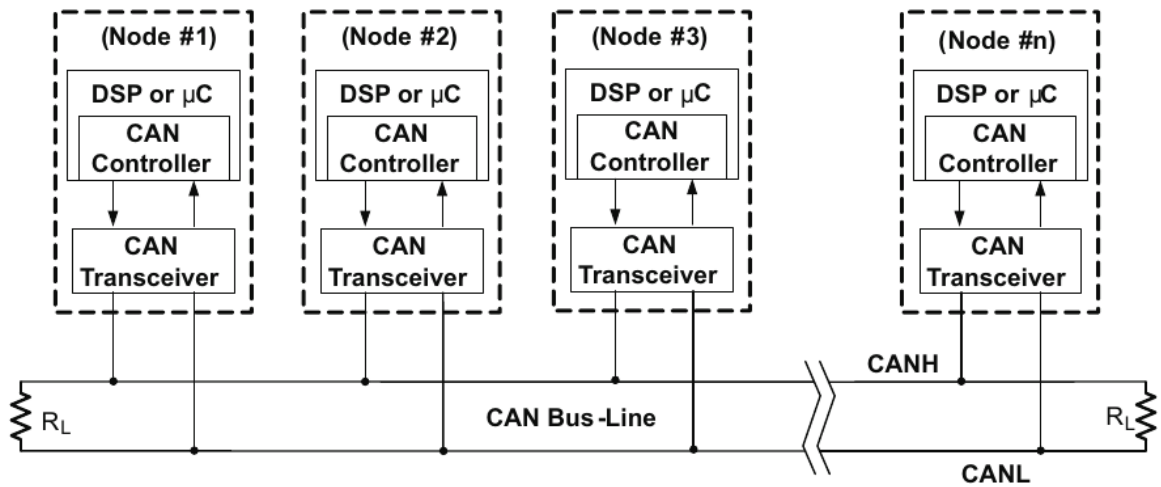 (Node #1)
DSP or µC
CAN
Controller
CAN
Transceiver
(Node #2)
DSP or µC
CAN
Controller
CAN
Transceiver
(Node #3)
DSP or µC
CAN
Controller
CAN
Transceiver
(Node #n)
DSP or µC
CAN
Controller
CAN
Transceiver
CANH
RL
CAN Bus-Line
RL
CANL